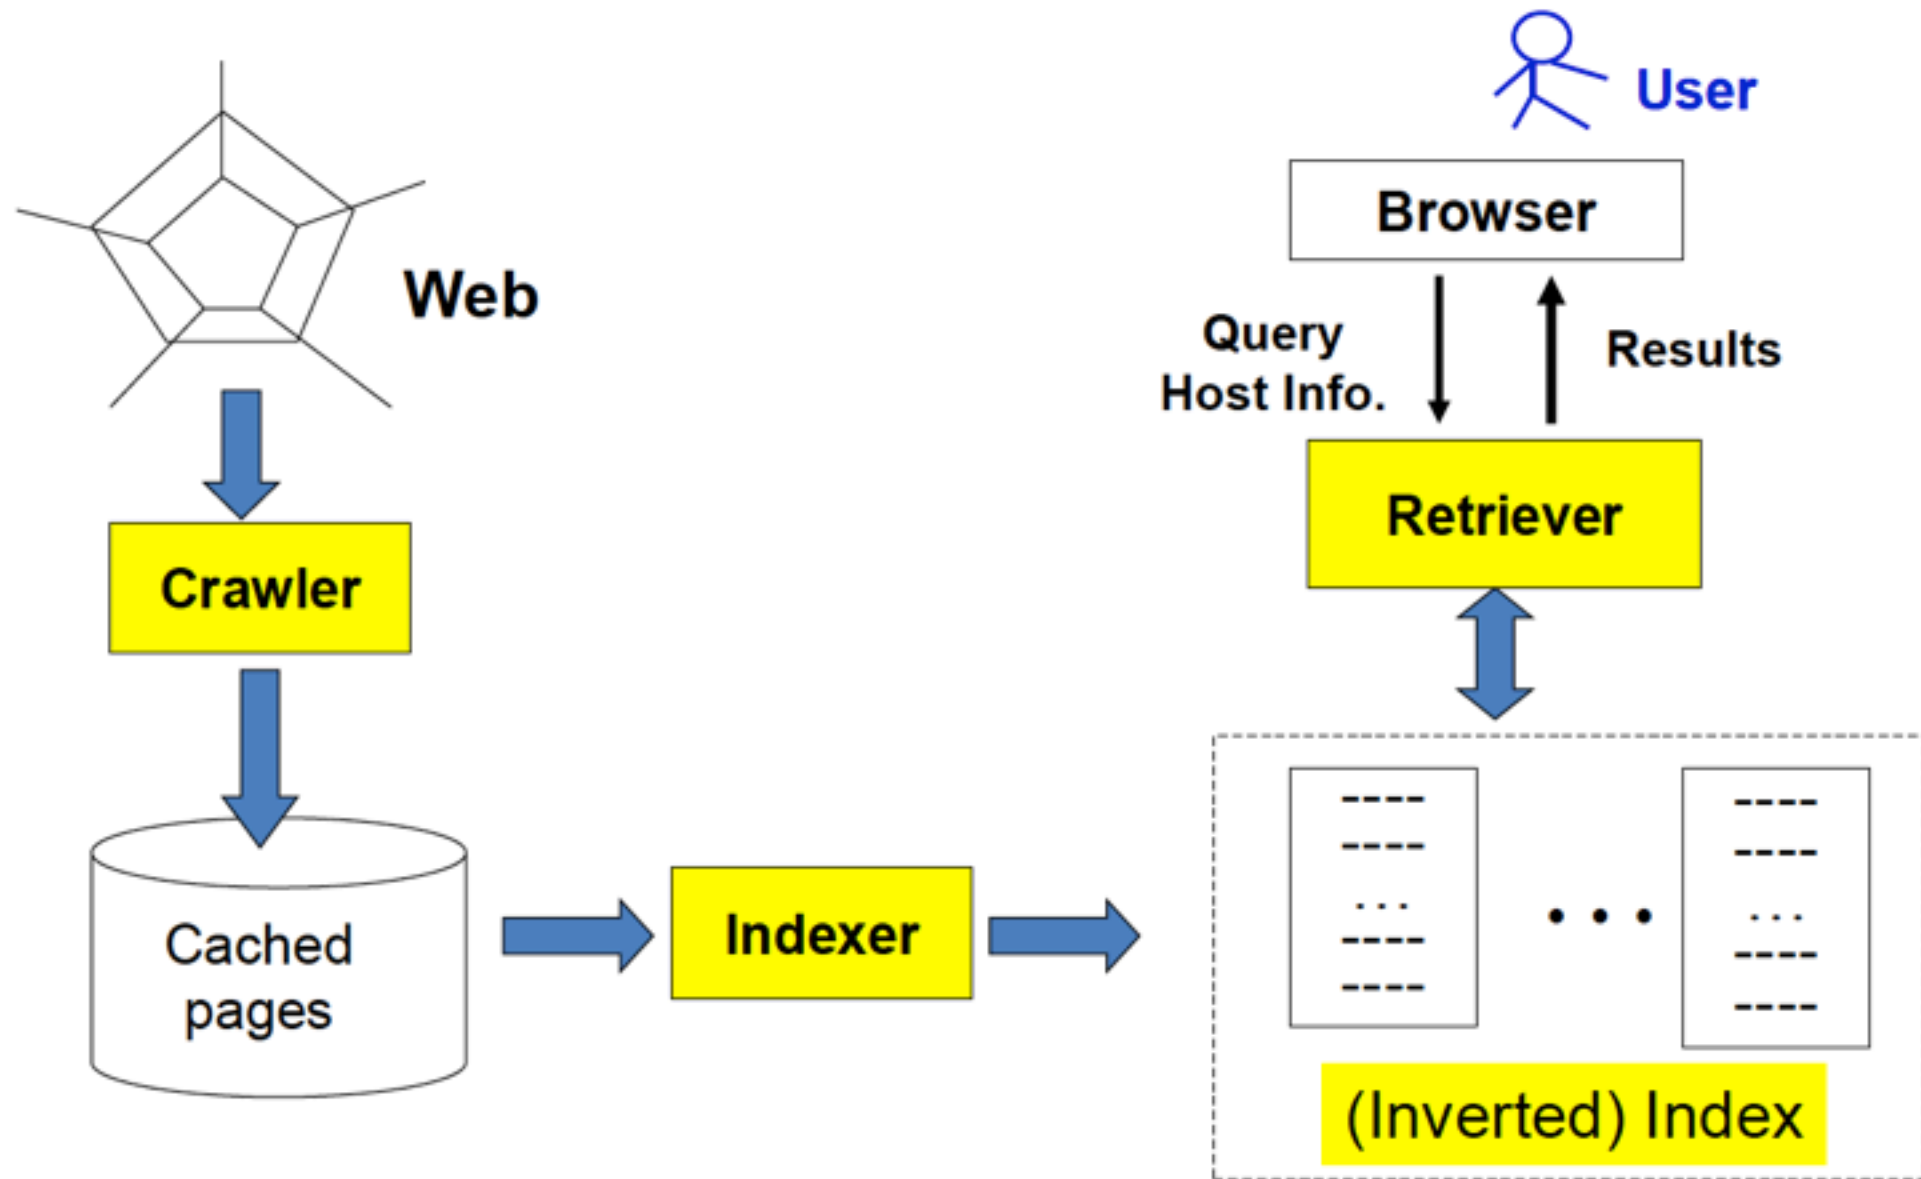 User
Browser
Web
Query
Host Info.
Results
Retriever
Crawler
Cached
pages
Indexer
----
----
...
----
----
• • •
----
----
...
----
----
(Inverted) Index